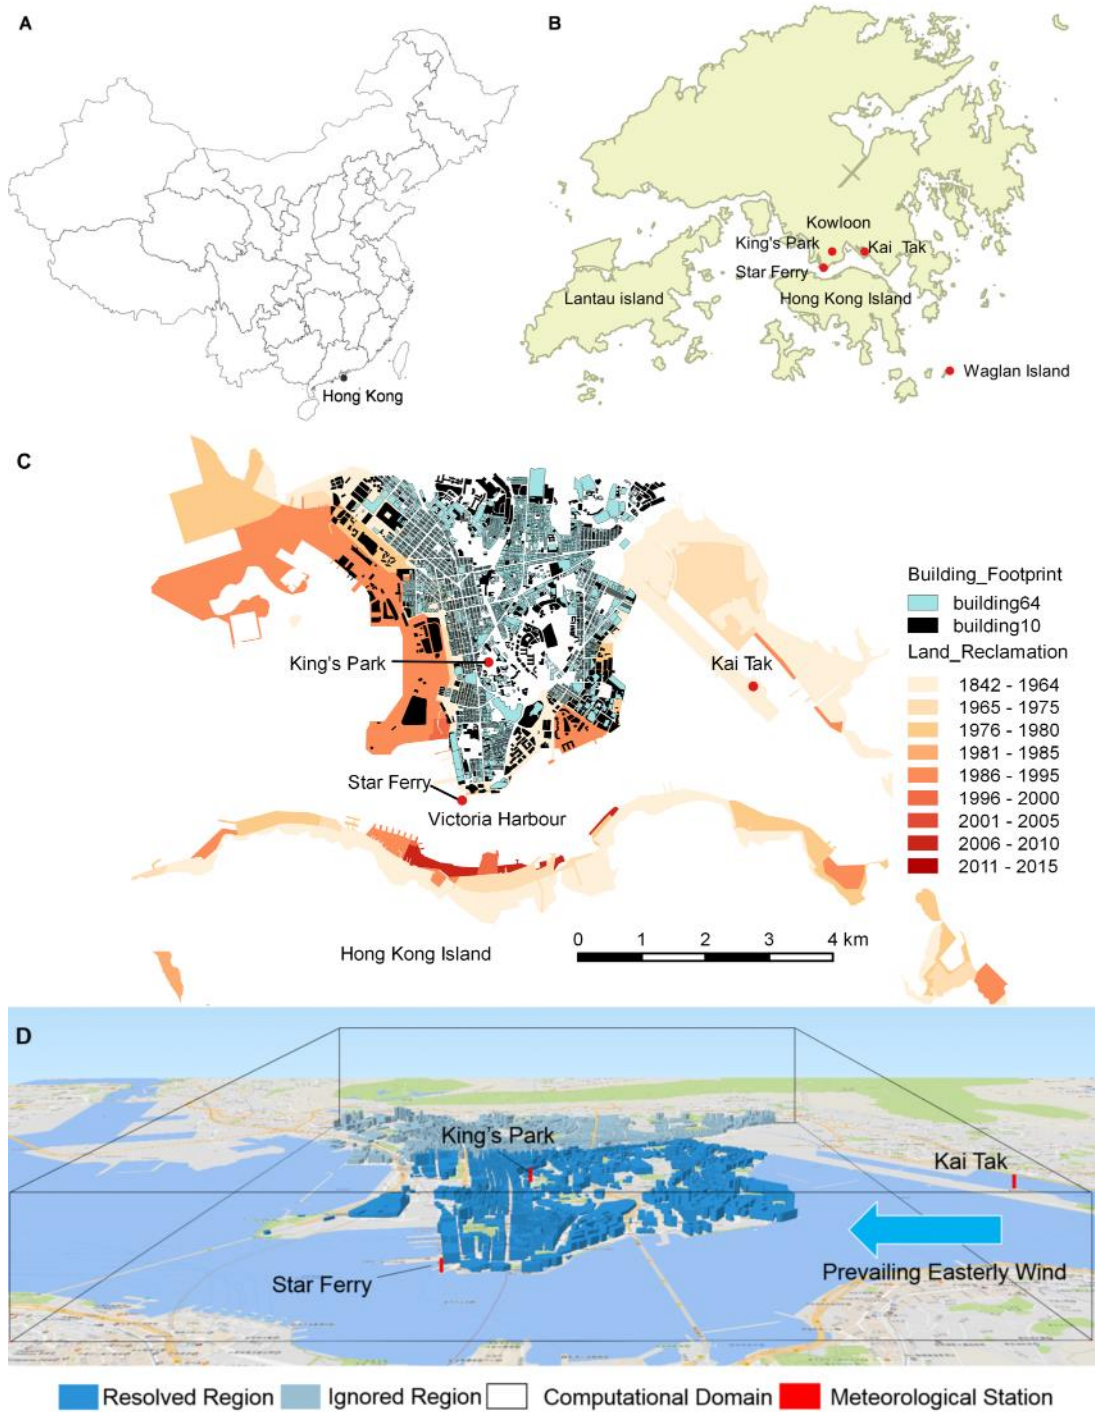 A
Hong Kong
B
Kowloon
King's Park
Kai Tak
Star Ferry
Lantau island
Hong Kong Island
Waglan Island
C
King's Park
Star Ferry
Victoria Harbour
Kai Tak
Hong Kong Island
0 1 2 3 4 km
Building_Footprint
building64
building10
Land_Reclamation
1842 - 1964
1965 - 1975
1976 - 1980
1981 - 1985
1986 - 1995
1996 - 2000
2001 - 2005
2006 - 2010
2011 - 2015
D
King's Park
Kai Tak
Star Ferry
Prevailing Easterly Wind
Resolved Region Ignored Region Computational Domain Meteorological Station